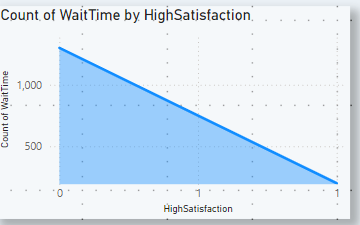 Count of WaitTime by HighSatisfaction
Count of WaitTime
1,000
500
0
1
1
HighSatisfaction